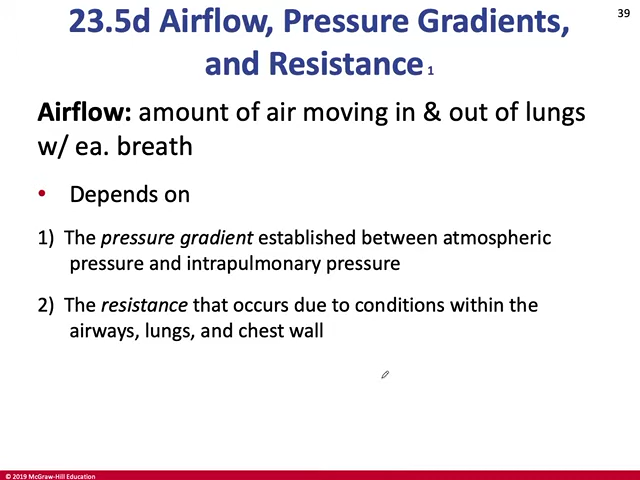 39
23.5d Airflow, Pressure Gradients,
and Resistance 1
Airflow: amount of air moving in & out of lungs
w/ ea. breath
• Depends on
1) The pressure gradient established between atmospheric
pressure and intrapulmonary pressure
2) The resistance that occurs due to conditions within the
airways, lungs, and chest wall
© 2019 McGraw-Hill Education